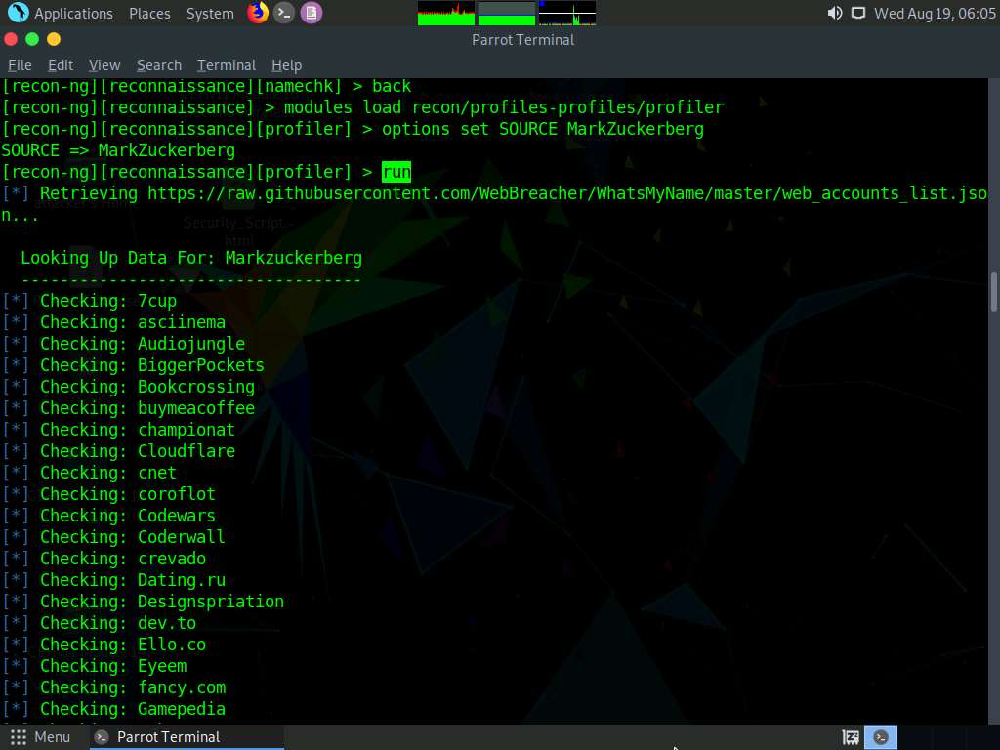 Applications Places System Wed Aug 19, 06:05
Parrot Terminal
File Edit View Search Terminal Help
[recon-ng][reconnaissance][namechk] > back
[recon-ng][reconnaissance] > modules load recon/profiles-profiles/profiler
[recon-ng][reconnaissance][profiler] > options set SOURCE MarkZuckerberg
SOURCE => MarkZuckerberg
[recon-ng][reconnaissance][profiler] > run
[*] Retrieving https://raw.githubusercontent.com/WebBreacher/WhatsMyName/master/web_accounts_list.jso
n...
Security_Script.-
html
Looking Up Data For: Markzuckerberg
-----------------------------------
[*] Checking: 7cup
[*] Checking: asciinema
[*] Checking: Audiojungle
[*] Checking: BiggerPockets
[*] Checking: Bookcrossing
[*] Checking: buymeacoffee
[*] Checking: championat
[*] Checking: Cloudflare
[*] Checking: cnet
[*] Checking: coroflot
[*] Checking: Codewars
[*] Checking: Coderwall
[*] Checking: crevado
[*] Checking: Dating.ru
[*] Checking: Designspriation
[*] Checking: dev.to
[*] Checking: Ello.co
[*] Checking: Eyeem
[*] Checking: fancy.com
[*] Checking: Gamepedia
Menu Parrot Terminal